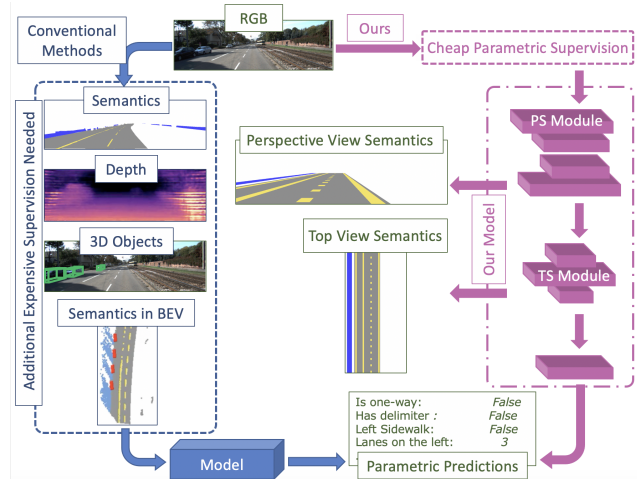 Conventional
Methods
RGB
Ours
Cheap Parametric Supervision
Additional Expensive Supervision Needed
Semantics
Depth
3D Objects
Semantics in BEV
Perspective View Semantics
Top View Semantics
Our Model
PS Module
TS Module
Is one-way: False
Has delimiter : False
Left Sidewalk: False
Lanes on the left: 3
Parametric Predictions
Model